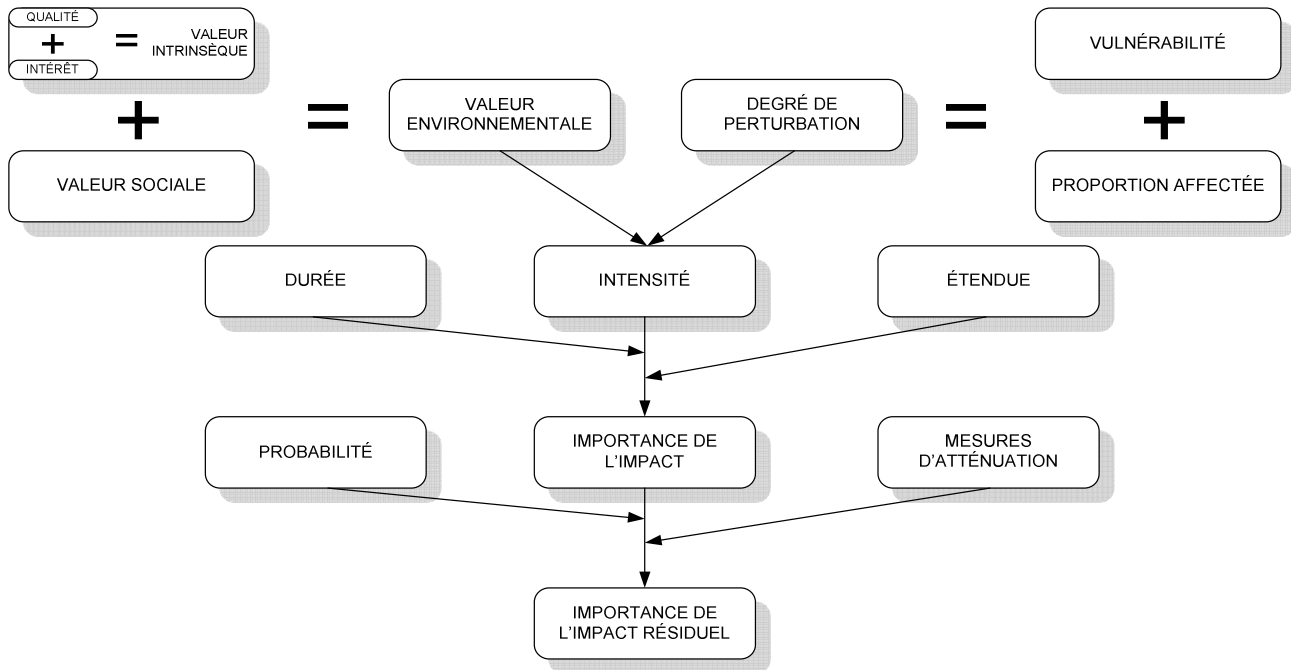 QUALITÉ
+
INTÉRÊT
=
VALEUR
INTRINSÈQUE
+
VALEUR SOCIALE
=
VALEUR
ENVIRONNEMENTALE
DEGRÉ DE
PERTURBATION
=
VULNÉRABILITÉ
+
PROPORTION AFFECTÉE
DURÉE
INTENSITÉ
ÉTENDUE
PROBABILITÉ
IMPORTANCE DE
L'IMPACT
MESURES
D'ATTÉNUATION
IMPORTANCE DE
L'IMPACT RÉSIDUEL